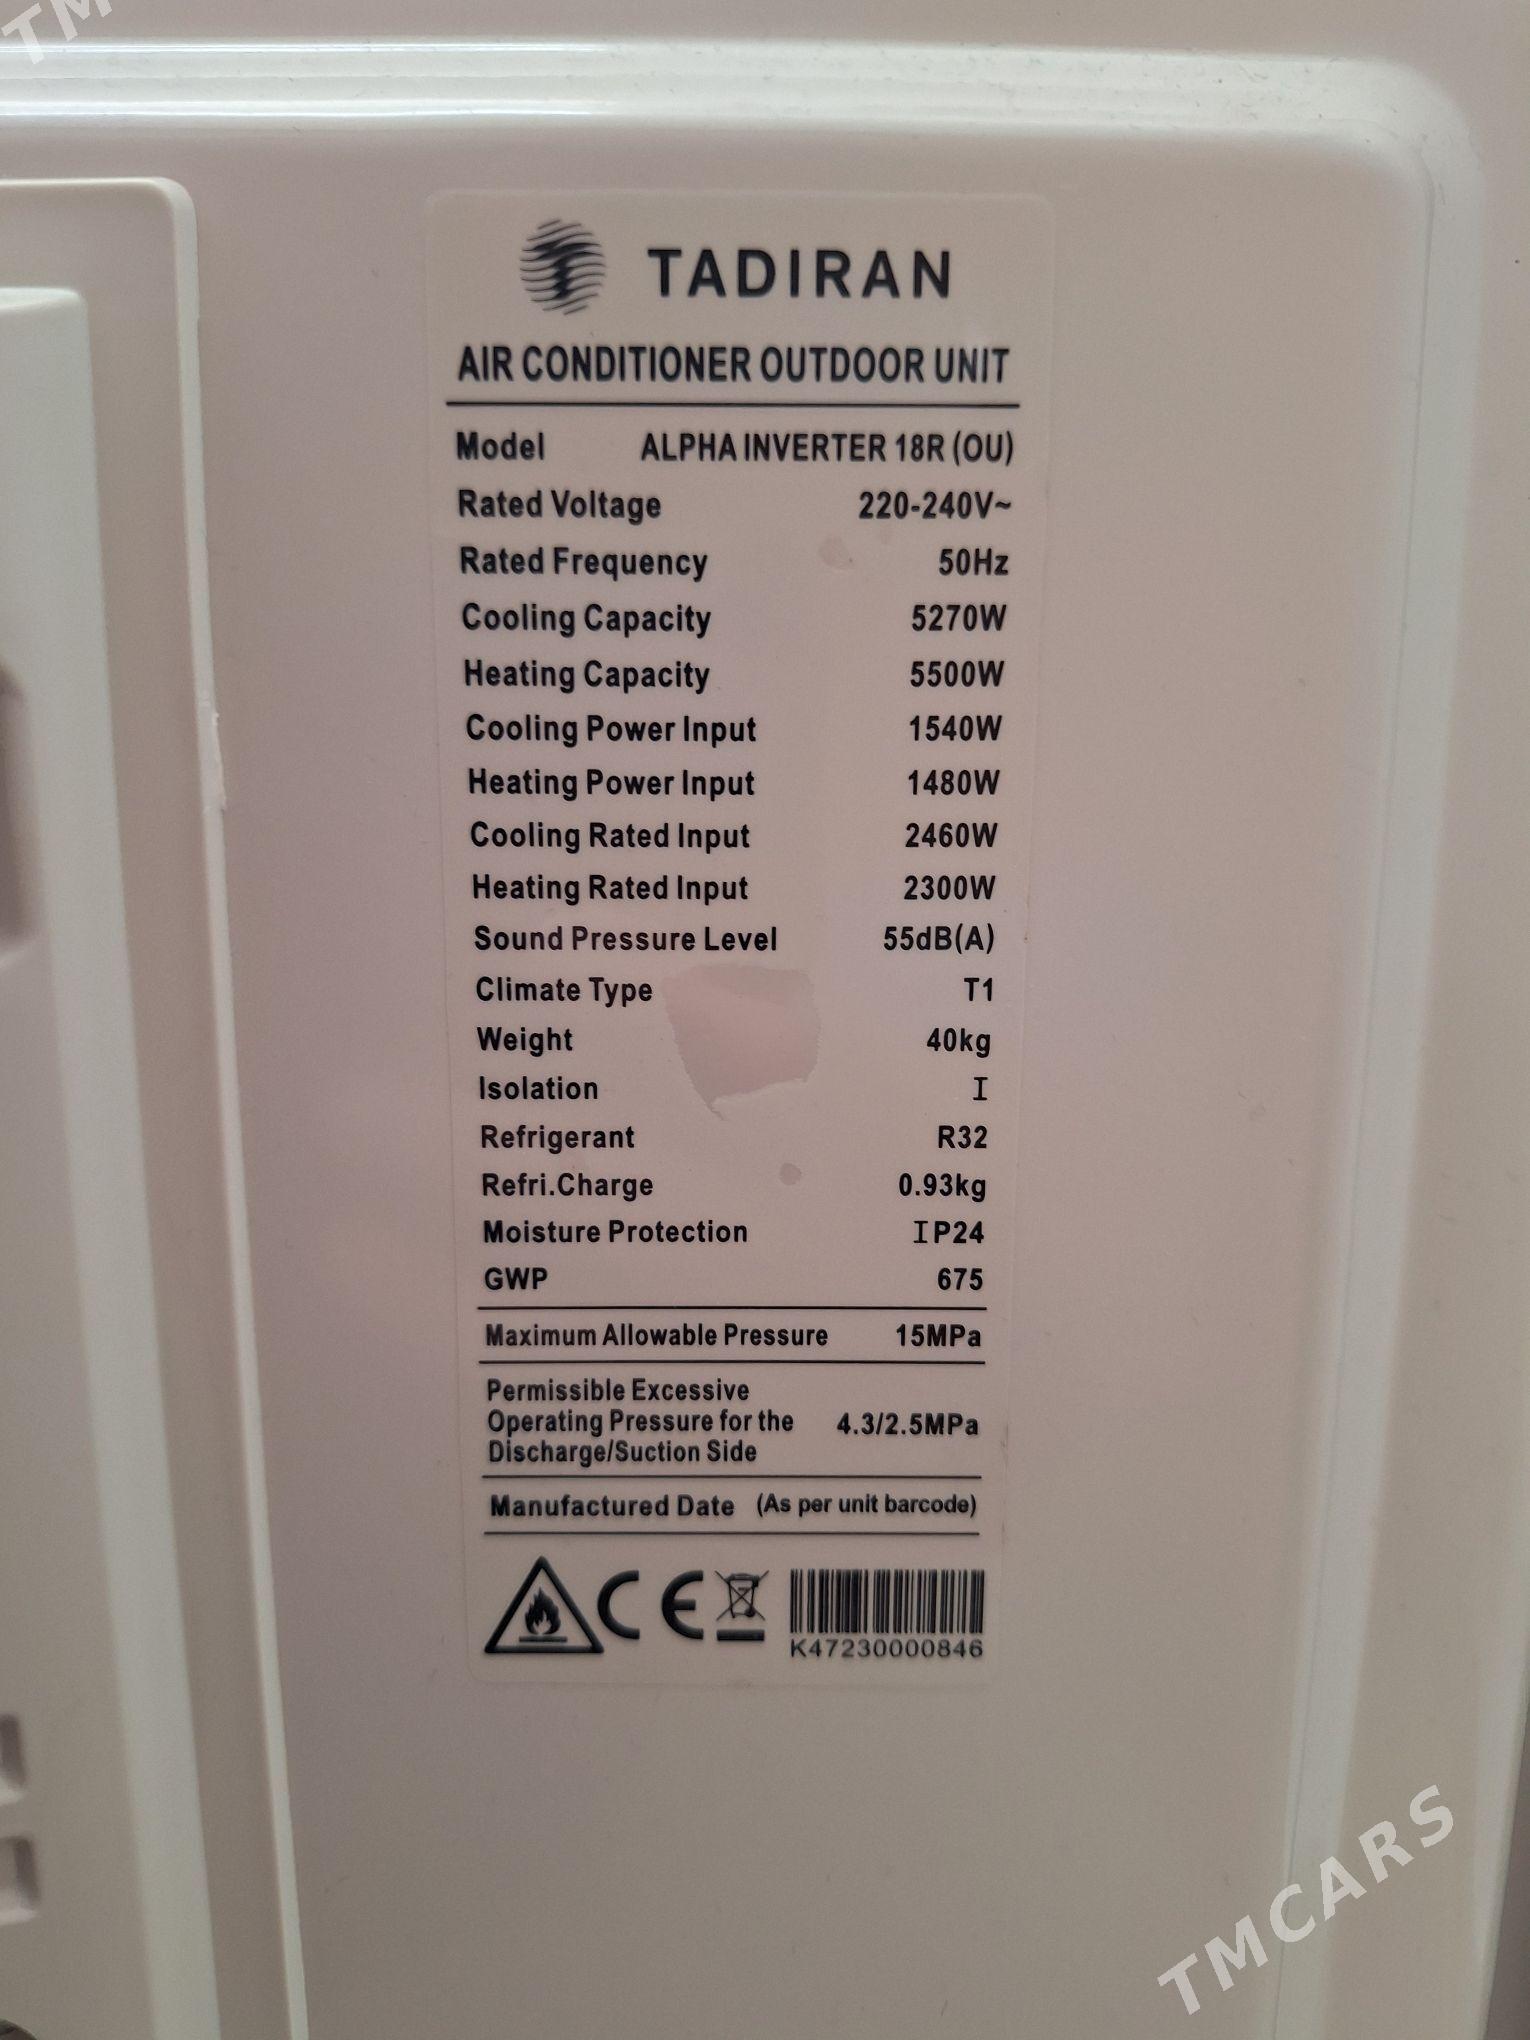 TM
TADIRAN
AIR CONDITIONER OUTDOOR UNIT
Model ALPHA INVERTER 18R (OU)
Rated Voltage 220-240V~
Rated Frequency 50Hz
Cooling Capacity 5270W
Heating Capacity 5500W
Cooling Power Input 1540W
Heating Power Input 1480W
Cooling Rated Input 2460W
Heating Rated Input 2300W
Sound Pressure Level 55dB(A)
Climate Type T1
Weight 40kg
Isolation I
Refrigerant R32
Refri.Charge 0.93kg
Moisture Protection IP24
GWP 675
Maximum Allowable Pressure 15MPa
Permissible Excessive
Operating Pressure for the 4.3/2.5MPa
Discharge/Suction Side
Manufactured Date (As per unit barcode)
CE
K47230000846
TMCARS